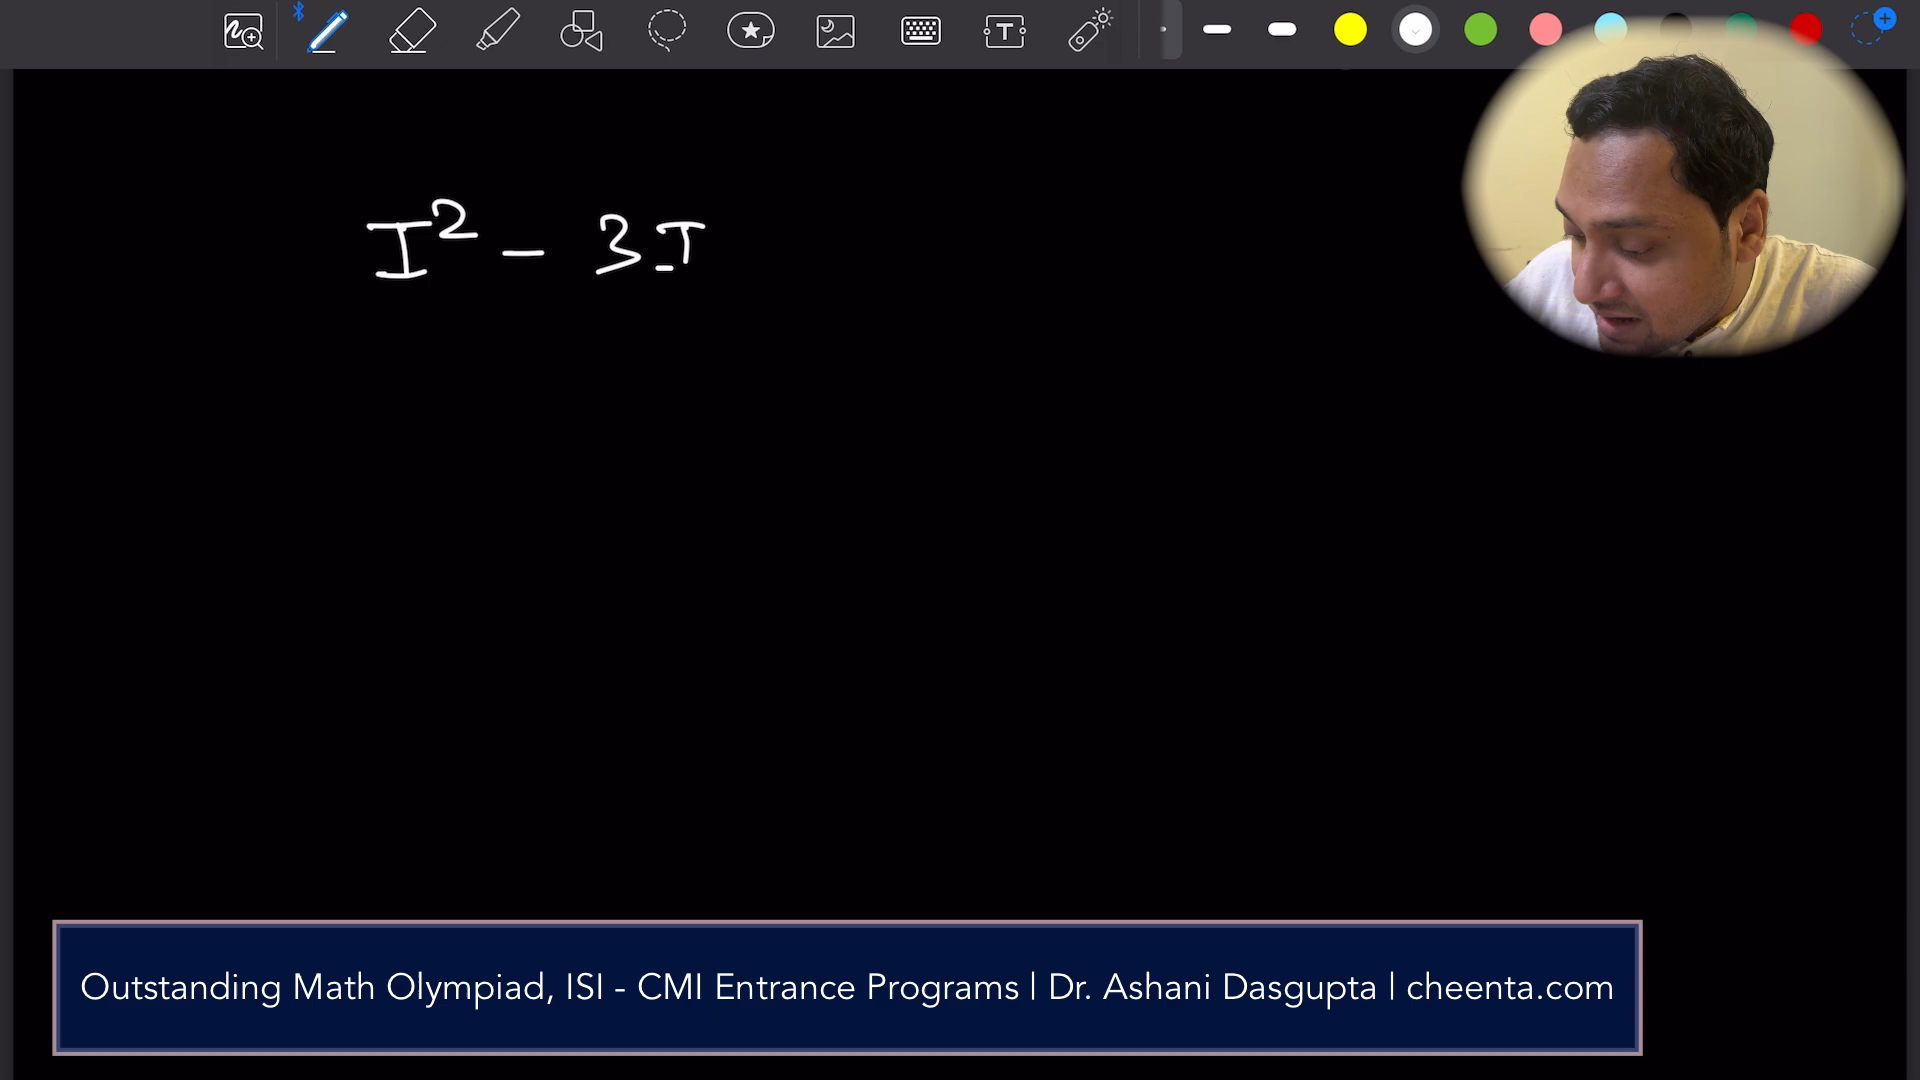 I² - 3I
Outstanding Math Olympiad, ISI - CMI Entrance Programs | Dr. Ashani Dasgupta | cheenta.com